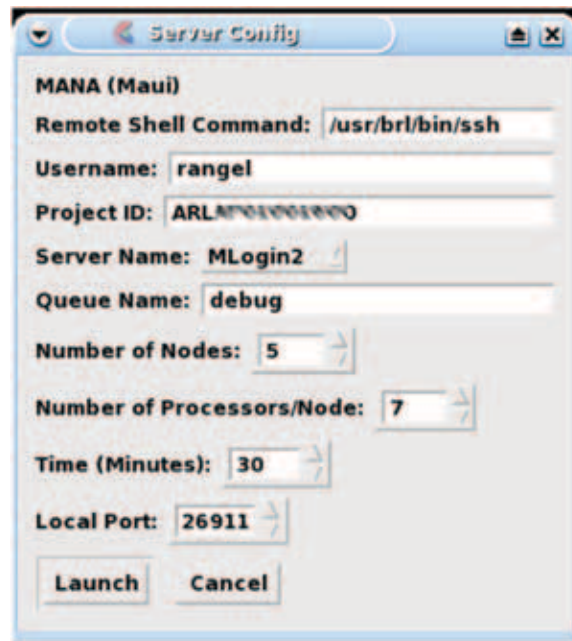 Server Config
MANA (Maui)
Remote Shell Command: /usr/brl/bin/ssh
Username: rangel
Project ID:
Server Name: MLogin2
Queue Name: debug
Number of Nodes: 5
Number of Processors/Node: 7
Time (Minutes): 30
Local Port: 26911
Launch Cancel